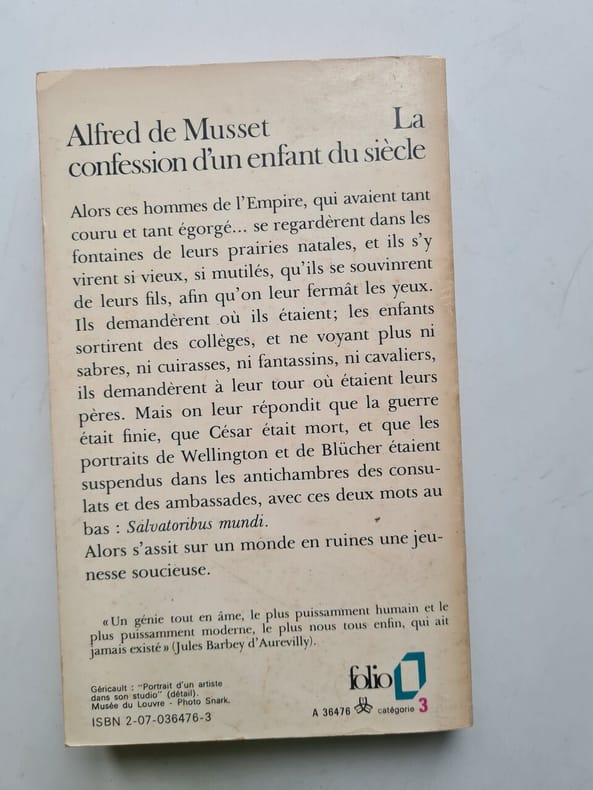 Alfred de Musset La
confession d'un enfant du siècle
Alors ces hommes de l'Empire, qui avaient tant
couru et tant égorgé... se regardèrent dans les
fontaines de leurs prairies natales, et ils s'y
virent si vieux, si mutilés, qu'ils se souvinrent
de leurs fils, afin qu'on leur fermât les yeux.
Ils demandèrent où ils étaient; les enfants
sortirent des collèges, et ne voyant plus ni
sabres, ni cuirasses, ni fantassins, ni cavaliers,
ils demandèrent à leur tour où étaient leurs
pères. Mais on leur répondit que la guerre
était finie, que César était mort, et que les
portraits de Wellington et de Blücher étaient
suspendus dans les antichambres des consu-
lats et des ambassades, avec ces deux mots au
bas : Salvatoribus mundi.
Alors s'assit sur un monde en ruines une jeu-
nesse soucieuse.
«Un génie tout en âme, le plus puissamment humain et le
plus puissamment moderne, le plus nous tous enfin, qui ait
jamais existé» (Jules Barbey d'Aurevilly).
Géricault : "Portrait d'un artiste
dans son studio" (détail).
Musée du Louvre - Photo Snark.
ISBN 2-07-036476-3
folio
A 36476 catégorie 3